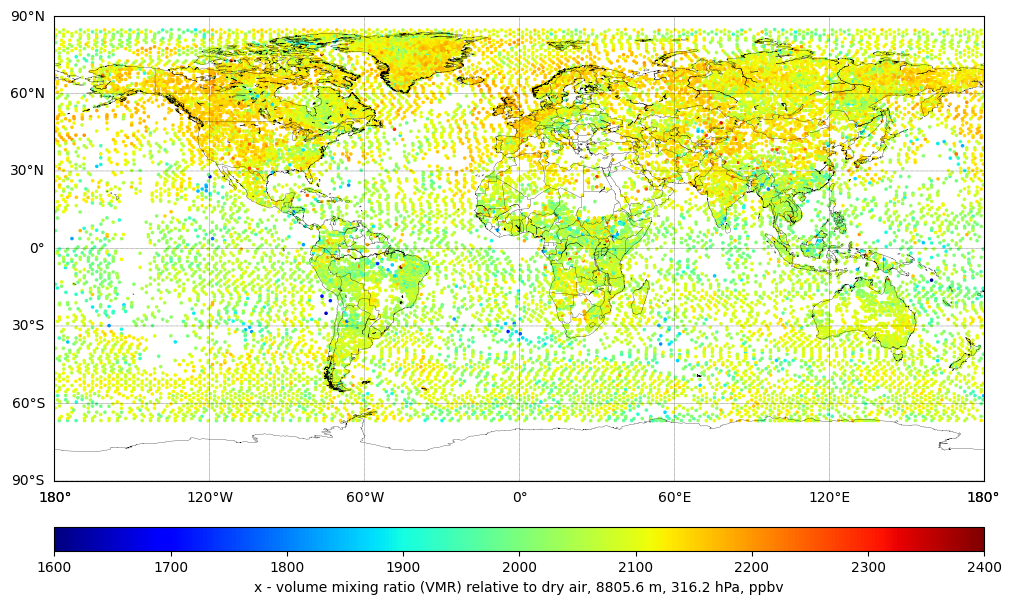 90°N
60°N
30°N
0°
30°S
60°S
90°S
180° 120°W 60°W 0° 60°E 120°E 180°
1600 1700 1800 1900 2000 2100 2200 2300 2400
x - volume mixing ratio (VMR) relative to dry air, 8805.6 m, 316.2 hPa, ppbv